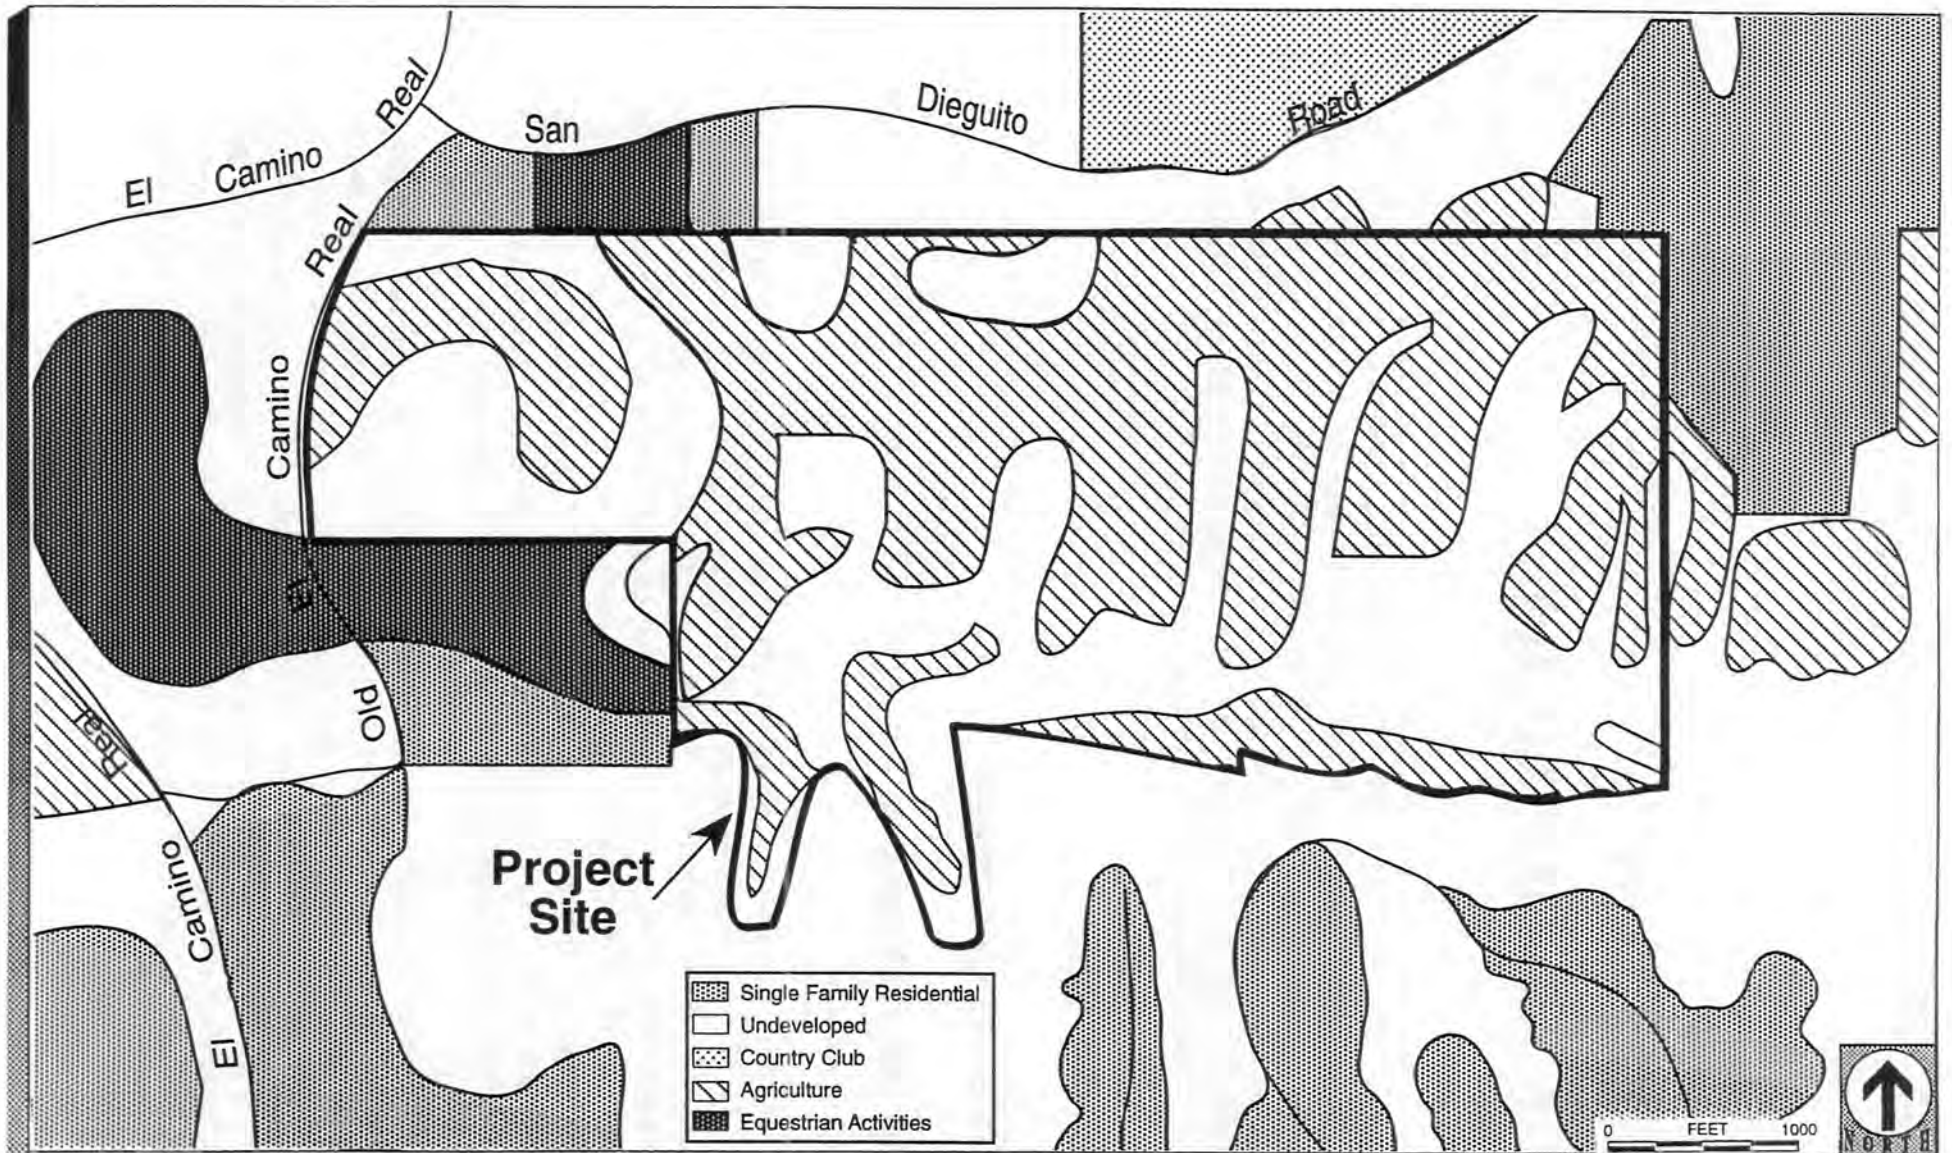 El Camino Real
San Dieguito Road
Real
Camino
El
Old
Real
Camino
El
Project
Site
Single Family Residential
Undeveloped
Country Club
Agriculture
Equestrian Activities
0 FEET 1000
NORTH